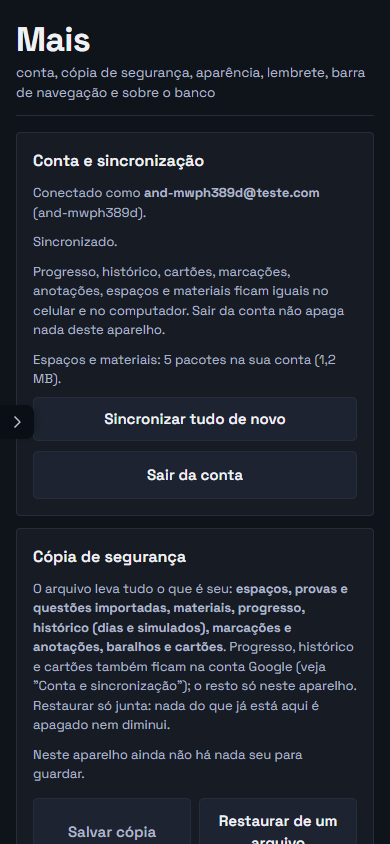 Mais
conta, cópia de segurança, aparência, lembrete, barra
de navegação e sobre o banco
Conta e sincronização
Conectado como and-mwph389d@teste.com
(and-mwph389d).
Sincronizado.
Progresso, histórico, cartões, marcações,
anotações, espaços e materiais ficam iguais no
celular e no computador. Sair da conta não apaga
nada deste aparelho.
Espaços e materiais: 5 pacotes na sua conta (1,2
MB).
Sincronizar tudo de novo
Sair da conta
Cópia de segurança
O arquivo leva tudo o que é seu: espaços, provas e
questões importadas, materiais, progresso,
histórico (dias e simulados), marcações e
anotações, baralhos e cartões. Progresso, histórico
e cartões também ficam na conta Google (veja
"Conta e sincronização"); o resto só neste aparelho.
Restaurar só junta: nada do que já está aqui é
apagado nem diminui.
Neste aparelho ainda não há nada seu para
guardar.
Salvar cópia
Restaurar de um
arquivo